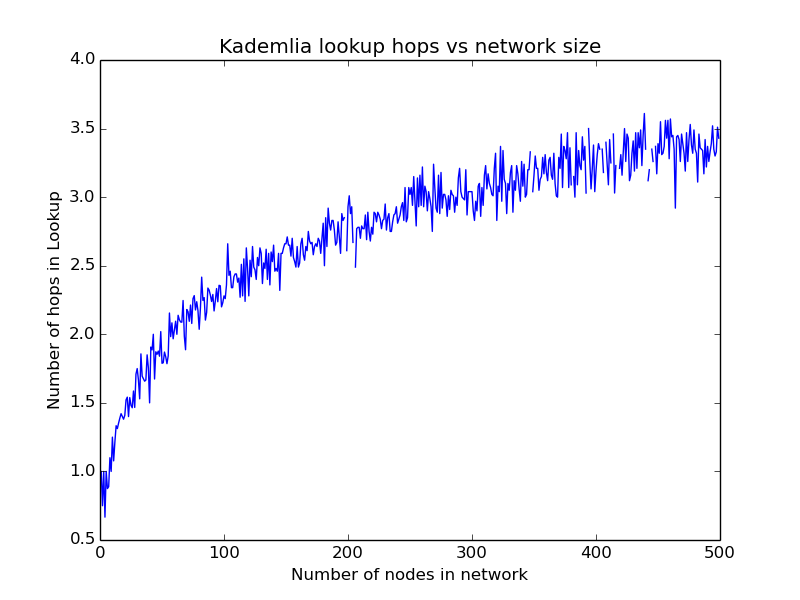 Kademlia lookup hops vs network size
4.0
3.5
3.0
2.5
2.0
1.5
1.0
0.5
Number of hops in Lookup
0 100 200 300 400 500
Number of nodes in network